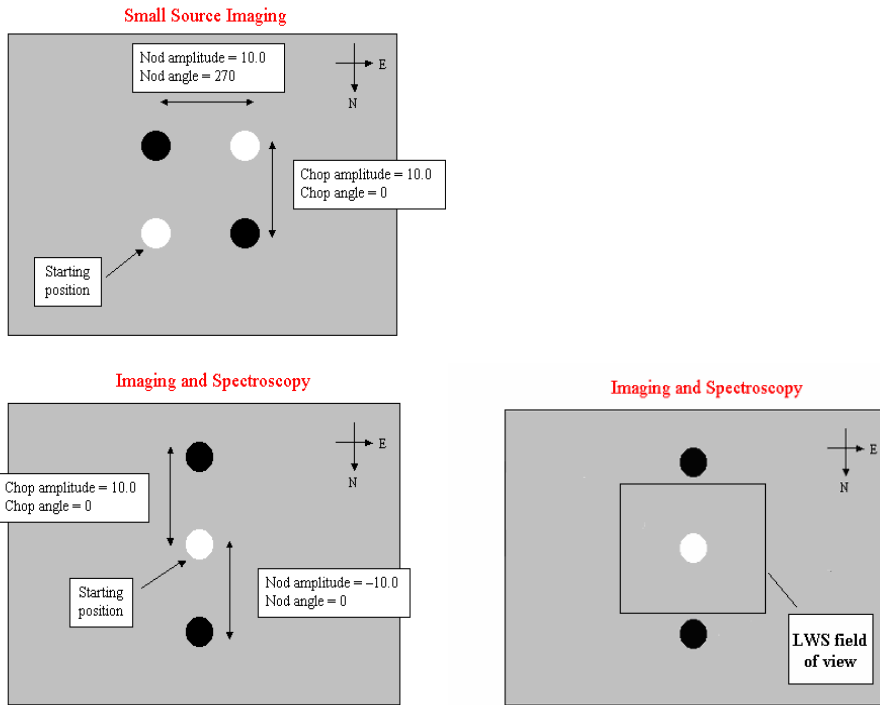 Small Source Imaging
Nod amplitude = 10.0
Nod angle = 270
E
N
Chop amplitude = 10.0
Chop angle = 0
Starting
position
Imaging and Spectroscopy
E
N
Chop amplitude = 10.0
Chop angle = 0
Starting
position
Nod amplitude = –10.0
Nod angle = 0
Imaging and Spectroscopy
E
N
LWS field
of view